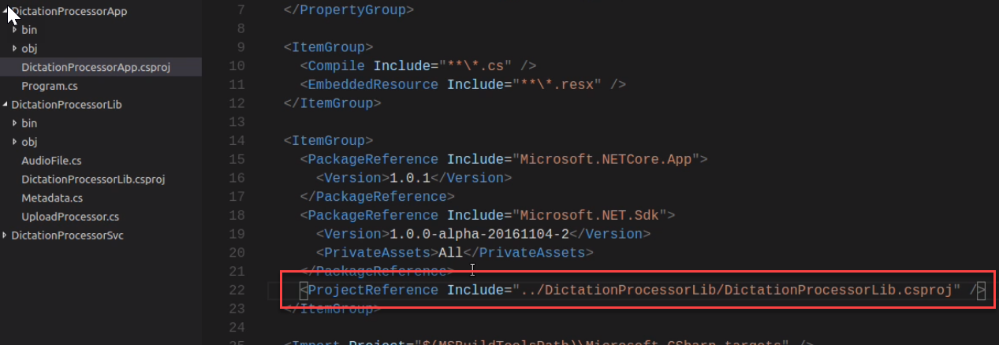 DictationProcessorApp
bin
obj
DictationProcessorApp.csproj
Program.cs
DictationProcessorLib
bin
obj
AudioFile.cs
DictationProcessorLib.csproj
Metadata.cs
UploadProcessor.cs
DictationProcessorSvc
7 </PropertyGroup>
8
9 <ItemGroup>
10 <Compile Include="**\*.cs" />
11 <EmbeddedResource Include="**\*.resx" />
12 </ItemGroup>
13
14 <ItemGroup>
15 <PackageReference Include="Microsoft.NETCore.App">
16 <Version>1.0.1</Version>
17 </PackageReference>
18 <PackageReference Include="Microsoft.NET.Sdk">
19 <Version>1.0.0-alpha-20161104-2</Version>
20 <PrivateAssets>All</PrivateAssets>
21 </PackageReference>
22 <ProjectReference Include="../DictationProcessorLib/DictationProcessorLib.csproj" />
23 </ItemGroup>
24
25 <Import Project="$(MSBuildToolsPath)\Microsoft.CSharp.targets" />